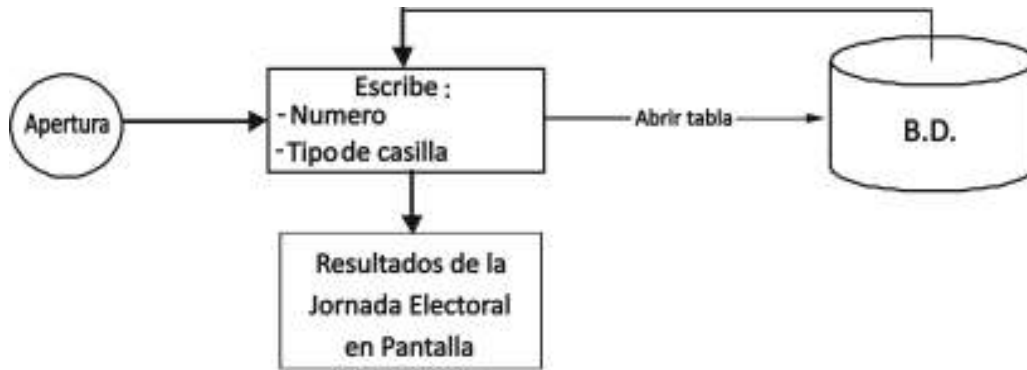 Apertura
Escribe :
- Numero
- Tipo de casilla
Abrir tabla
B.D.
Resultados de la
Jornada Electoral
en Pantalla